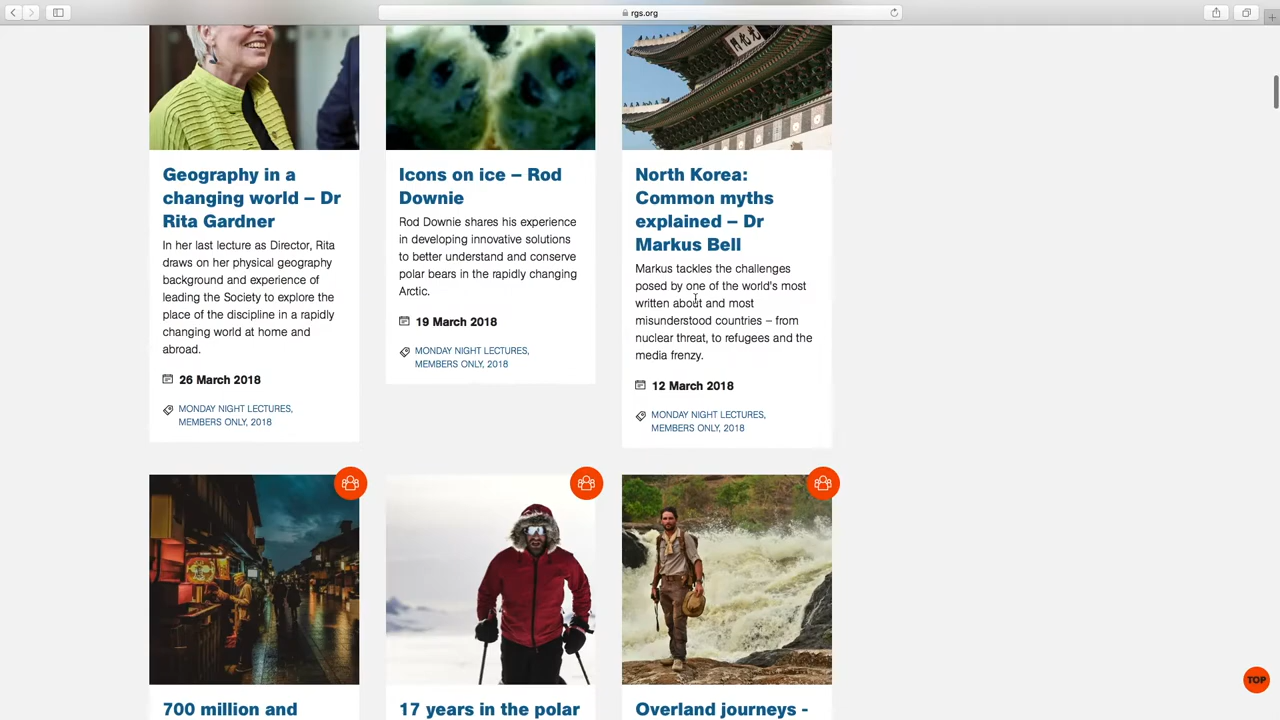 rgs.org
Geography in a
changing world – Dr
Rita Gardner
In her last lecture as Director, Rita
draws on her physical geography
background and experience of
leading the Society to explore the
place of the discipline in a rapidly
changing world at home and
abroad.
26 March 2018
MONDAY NIGHT LECTURES,
MEMBERS ONLY, 2018
Icons on ice – Rod
Downie
Rod Downie shares his experience
in developing innovative solutions
to better understand and conserve
polar bears in the rapidly changing
Arctic.
19 March 2018
MONDAY NIGHT LECTURES,
MEMBERS ONLY, 2018
North Korea:
Common myths
explained – Dr
Markus Bell
Markus tackles the challenges
posed by one of the world's most
written about and most
misunderstood countries – from
nuclear threat, to refugees and the
media frenzy.
12 March 2018
MONDAY NIGHT LECTURES,
MEMBERS ONLY, 2018
700 million and
17 years in the polar
Overland journeys -
TOP